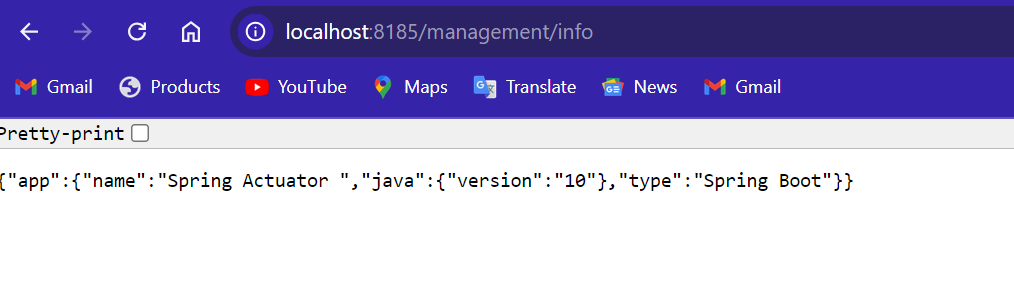 localhost:8185/management/info
Gmail Products YouTube Maps Translate News Gmail
Pretty-print
{"app":{"name":"Spring Actuator ","java":{"version":"10"},"type":"Spring Boot"}}